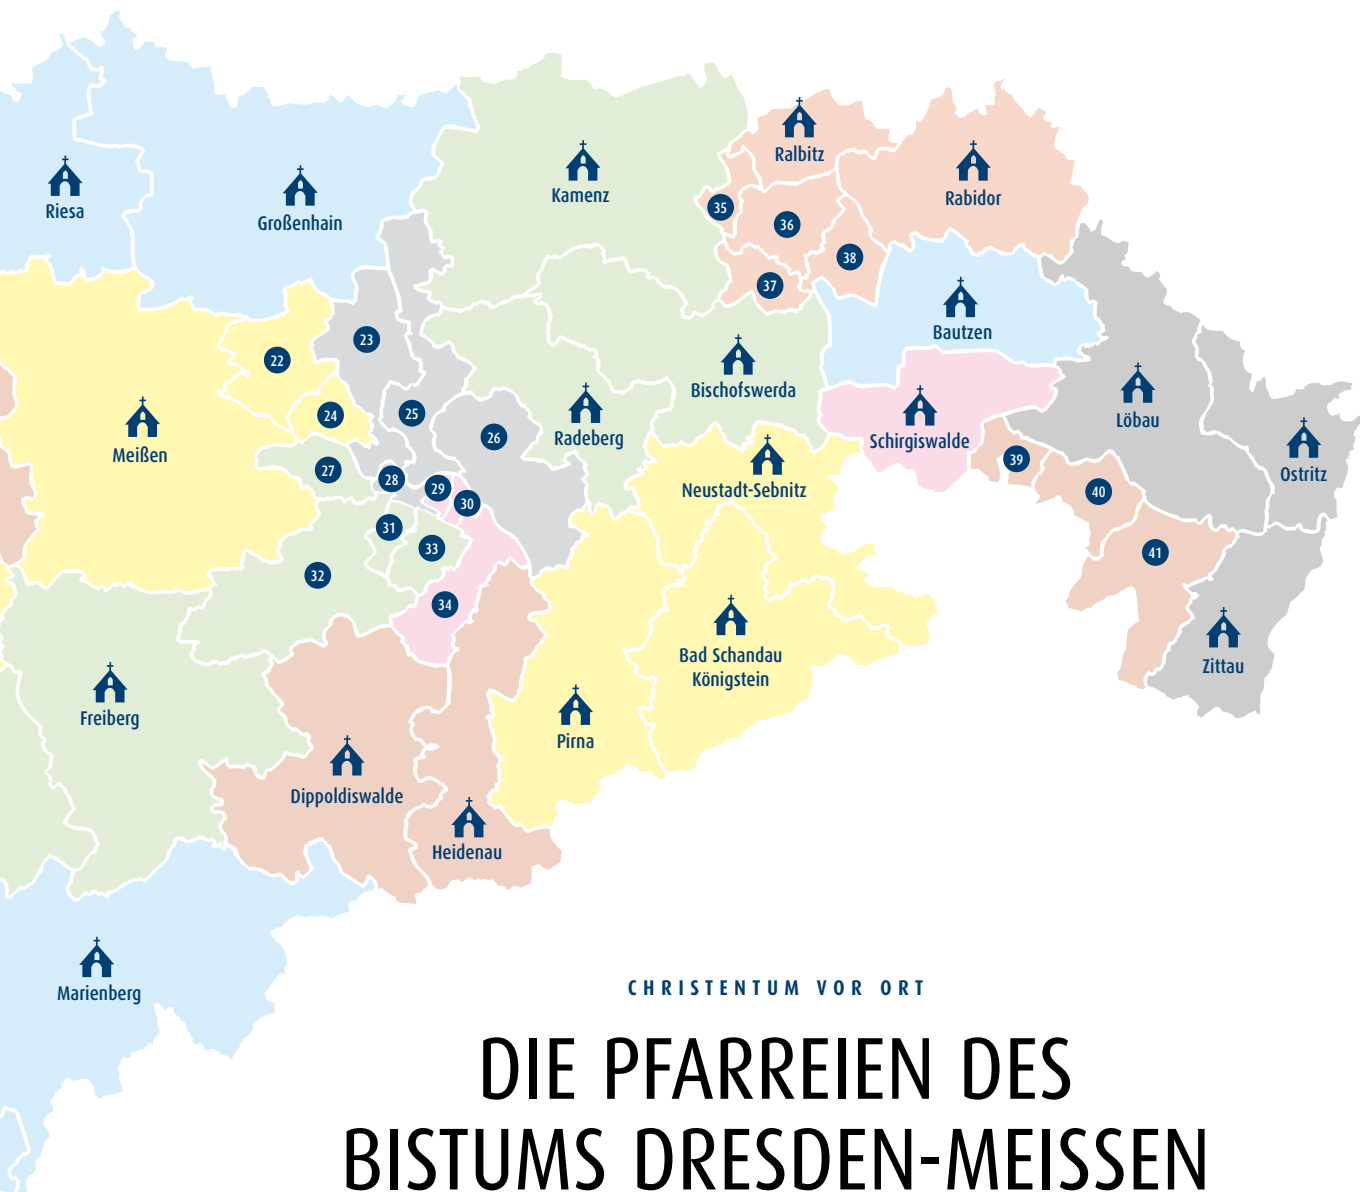 Ralbitz
Kamenz
Rabidor
Riesa
Großenhain
35
36
38
37
Bautzen
23
22
Bischofswerda
24
25
Meißen
26
Radeberg
Schirgiswalde
Löbau
27
28
29
30
Neustadt-Sebnitz
39
40
Ostritz
31
33
32
34
41
Bad Schandau
Königstein
Zittau
Freiberg
Pirna
Dippoldiswalde
Heidenau
Marienberg
CHRISTENTUM VOR ORT
DIE PFARREIEN DES
BISTUMS DRESDEN-MEISSEN